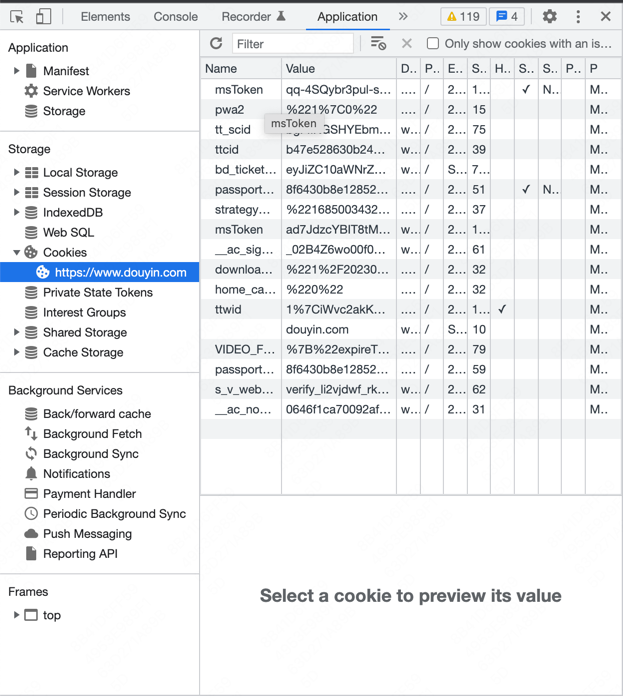 Elements Console Recorder Application » 119 4
Application
Manifest
Service Workers
Storage
Storage
Local Storage
Session Storage
IndexedDB
Web SQL
Cookies
https://www.douyin.com
Private State Tokens
Interest Groups
Shared Storage
Cache Storage
Background Services
Back/forward cache
Background Fetch
Background Sync
Notifications
Payment Handler
Periodic Background Sync
Push Messaging
Reporting API
Frames
top
Filter Only show cookies with an is…
Name Value D.. P.. E.. S.. H.. S.. S.. P.. P
msToken qq-4SQybr3pul-s… .... / 2... 1... ✓ N..
pwa2 %221%7C0%22 .... / 2... 15 M..
msToken
tt_scid w... / 2... 75 M..
ttcid b47e528630b24... w... / 2... 39 M..
bd_ticket... eyJiZC10aWNrZ... .... / S... 7... M..
passport... 8f6430b8e12852... .... / 2... 51 ✓ N.. M..
strategy... %221685003432... .... / 2... 37 M..
msToken ad7JdzcYBIT8tM... w... / 2... 1... M..
__ac_sig... _02B4Z6wo00f0... w... / 2... 61 M..
downloa... %221%2F20230... .... / 2... 32 M..
home_ca... %220%22 .... / 2... 32 M..
ttwid 1%7CiWvc2akK... .... / 2... 1... ✓ M..
douyin.com w... / S... 10 M..
VIDEO_F... %7B%22expireT... .... / 2... 79 M..
passport... 8f6430b8e12852... .... / 2... 59 M..
s_v_web... verify_li2vjdwf_rk... w... / 2... 62 M..
__ac_no... 0646f1ca70092af... w... / 2... 31 M..
Select a cookie to preview its value